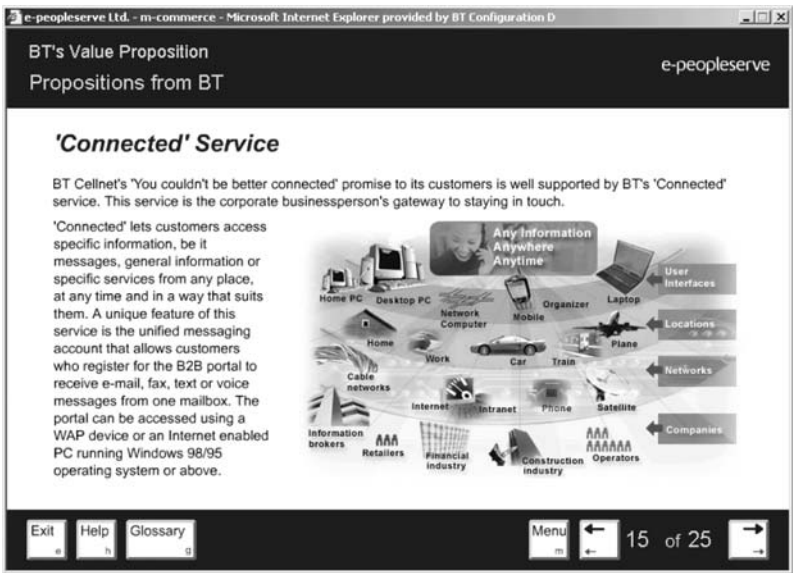 e-peopleserve Ltd. - m-commerce - Microsoft Internet Explorer provided by BT Configuration D
BT's Value Proposition
Propositions from BT
e-peopleserve
'Connected' Service
BT Cellnet's 'You couldn't be better connected' promise to its customers is well supported by BT's 'Connected'
service. This service is the corporate businessperson's gateway to staying in touch.
'Connected' lets customers access
specific information, be it
messages, general information or
specific services from any place,
at any time and in a way that suits
them. A unique feature of this
service is the unified messaging
account that allows customers
who register for the B2B portal to
receive e-mail, fax, text or voice
messages from one mailbox. The
portal can be accessed using a
WAP device or an Internet enabled
PC running Windows 98/95
operating system or above.
Any Information
Anywhere
Anytime
User
Interfaces
Home PC
Desktop PC
Network
Computer
Mobile
Organizer
Laptop
Locations
Home
Work
Car
Train
Plane
Networks
Cable
networks
Internet
Intranet
Phone
Satellite
Companies
Information
brokers
Retailers
Financial
industry
Construction
industry
Operators
Exit
e
Help
h
Glossary
g
Menu
m
←
←
15 of 25
→
→